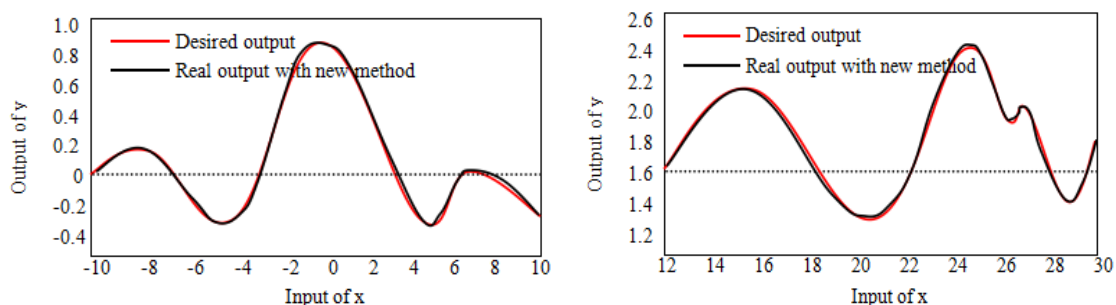 1.0
0.8
0.6
0.4
0.2
0
-0.2
-0.4
Output of y
Desired output
Real output with new method
-10 -8 -6 -4 -2 0 2 4 6 8 10
Input of x
2.6
2.4
2.2
2.0
1.8
1.6
1.4
1.2
Output of y
Desired output
Real output with new method
12 14 16 18 20 22 24 26 28 30
Input of x